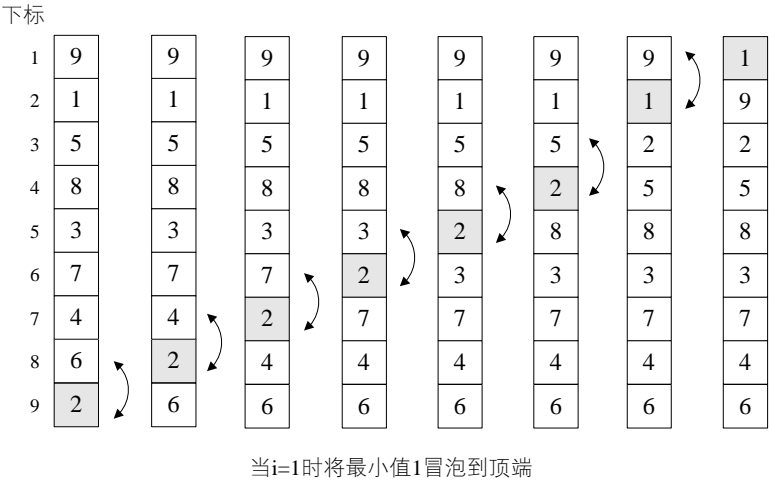 下标
1 9 9 9 9 9 9 9 1
2 1 1 1 1 1 1 1 9
3 5 5 5 5 5 5 2 2
4 8 8 8 8 8 2 5 5
5 3 3 3 3 2 8 8 8
6 7 7 7 2 3 3 3 3
7 4 4 2 7 7 7 7 7
8 6 2 4 4 4 4 4 4
9 2 6 6 6 6 6 6 6
当i=1时将最小值1冒泡到顶端